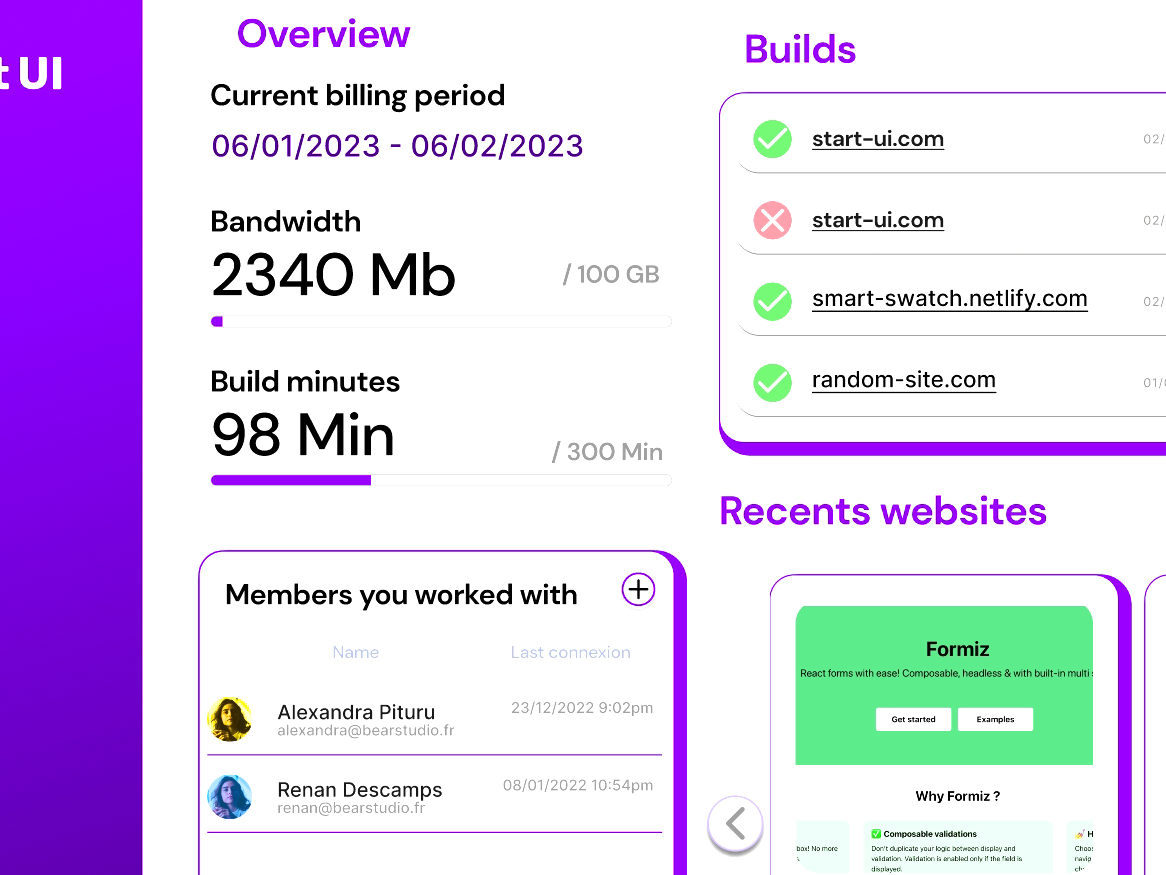 t UI
Overview
Current billing period
06/01/2023 - 06/02/2023
Bandwidth
2340 Mb
/ 100 GB
Build minutes
98 Min
/ 300 Min
Members you worked with
Name
Last connexion
Alexandra Pituru
23/12/2022 9:02pm
alexandra@bearstudio.fr
Renan Descamps
08/01/2022 10:54pm
renan@bearstudio.fr
Builds
start-ui.com
02/
start-ui.com
02/
smart-swatch.netlify.com
02/
random-site.com
01/
Recents websites
Formiz
React forms with ease! Composable, headless & with built-in multi
Get started
Examples
Why Formiz ?
box! No more
✅ Composable validations
Don't duplicate your logic between display and
validation. Validation is enabled only if the field is
displayed.
H